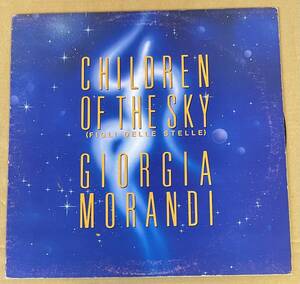 CHILDREN
OF THE SKY
(FIGLI DELLE STELLE)
GIORGIA
MORANDI